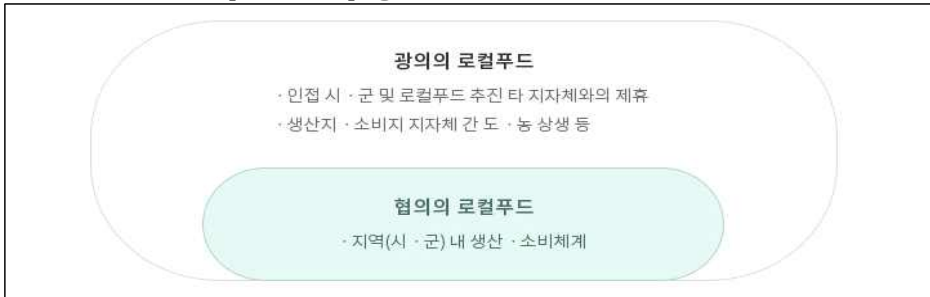 광의의 로컬푸드
· 인접 시 · 군 및 로컬푸드 추진 타 지자체와의 제휴
· 생산지 · 소비지 지자체 간 도 · 농 상생 등
협의의 로컬푸드
· 지역(시 · 군) 내 생산 · 소비체계